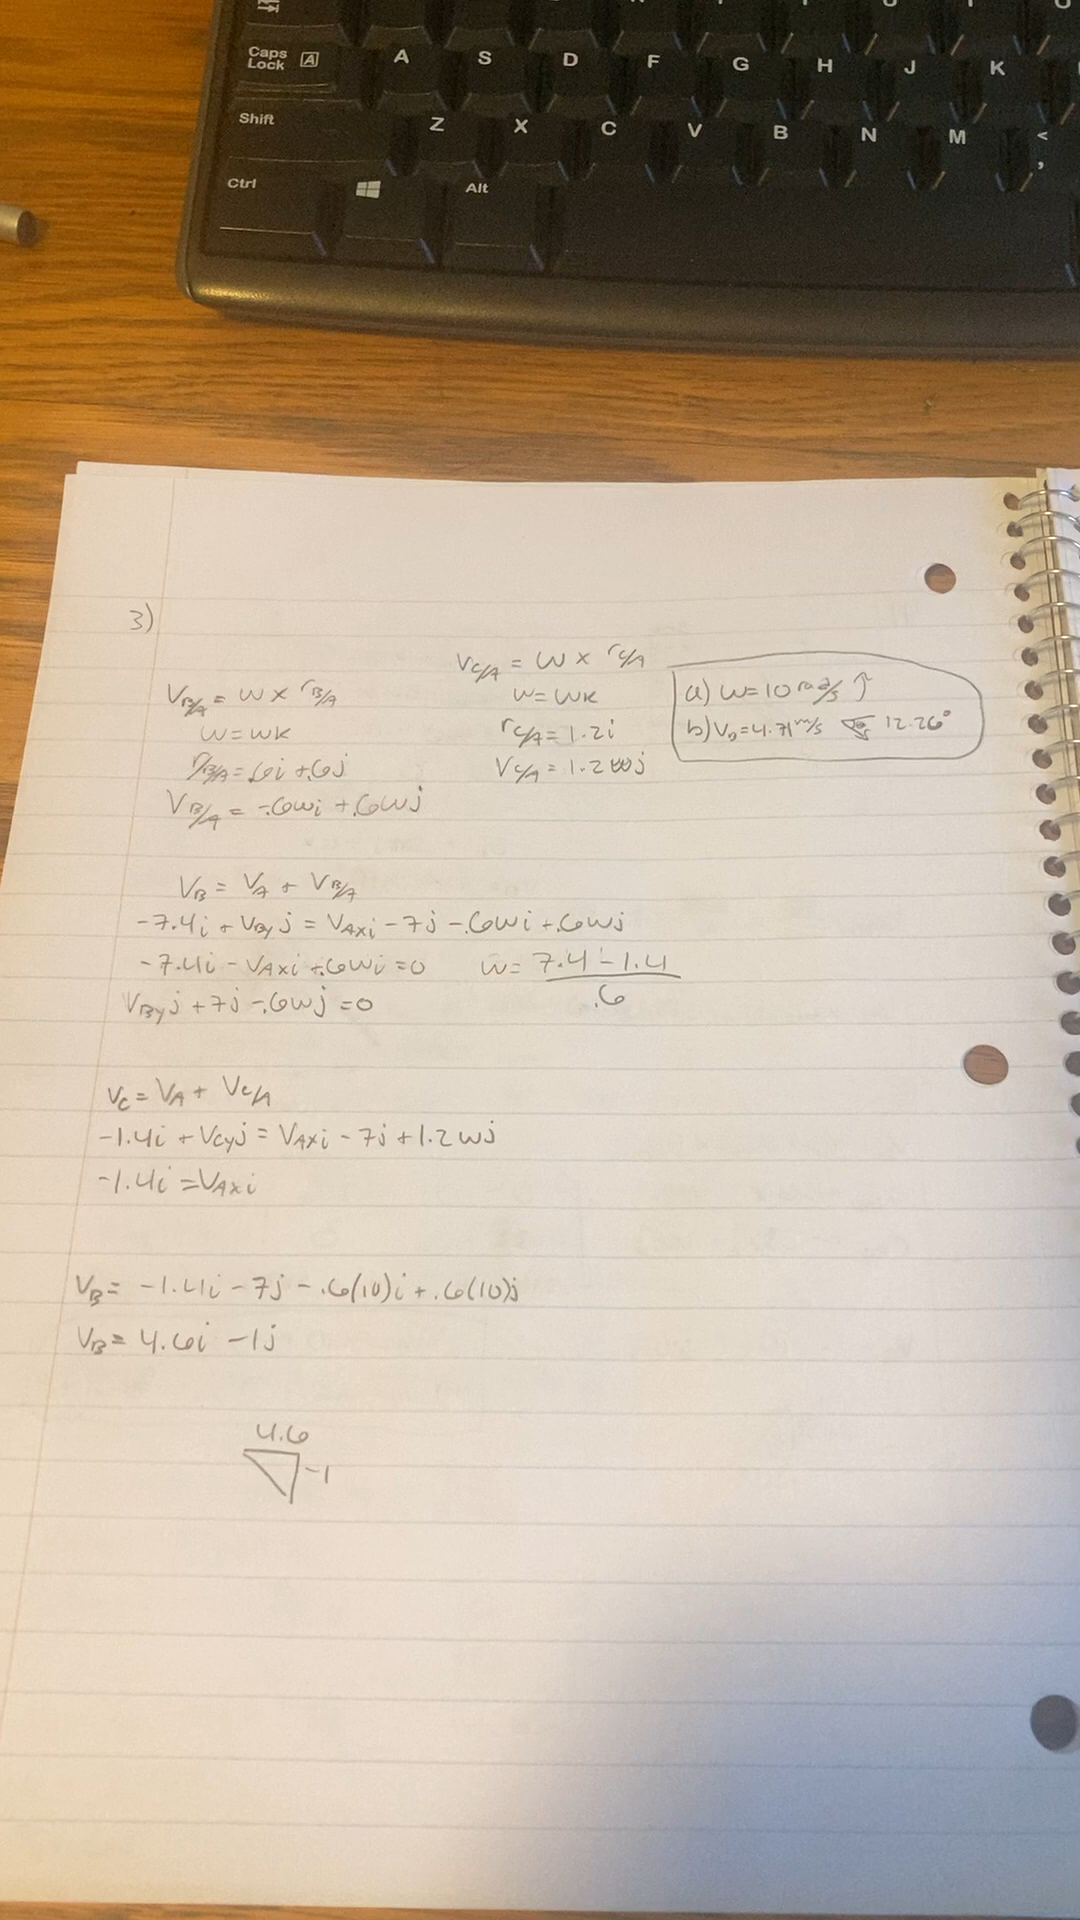 Caps Lock A A S D F G H J K
Shift Z X C V B N M < ,
Ctrl Alt
3)
V_C/A = ω × r_C/A
ω = ωk
r_C/A = 1.2i
V_C/A = 1.2ωj
V_B/A = ω × r_B/A
ω = ωk
r_B/A = .6i + .6j
V_B/A = -.6ωi + .6ωj
a) ω = 10 rad/s ↑
b) V_B = 4.71 m/s 12.26°
V_B = V_A + V_B/A
-7.4i + V_By j = V_Ax i - 7j - .6ωi + .6ωj
-7.4i - V_Ax i + .6ωi = 0 ω = (7.4 - 1.4)/.6
V_By j + 7j - .6ωj = 0
V_C = V_A + V_C/A
-1.4i + V_Cy j = V_Ax i - 7j + 1.2ωj
-1.4i = V_Ax i
V_B = -1.4i - 7j - .6(10)i + .6(10)j
V_B = 4.6i - 1j
4.6
-1